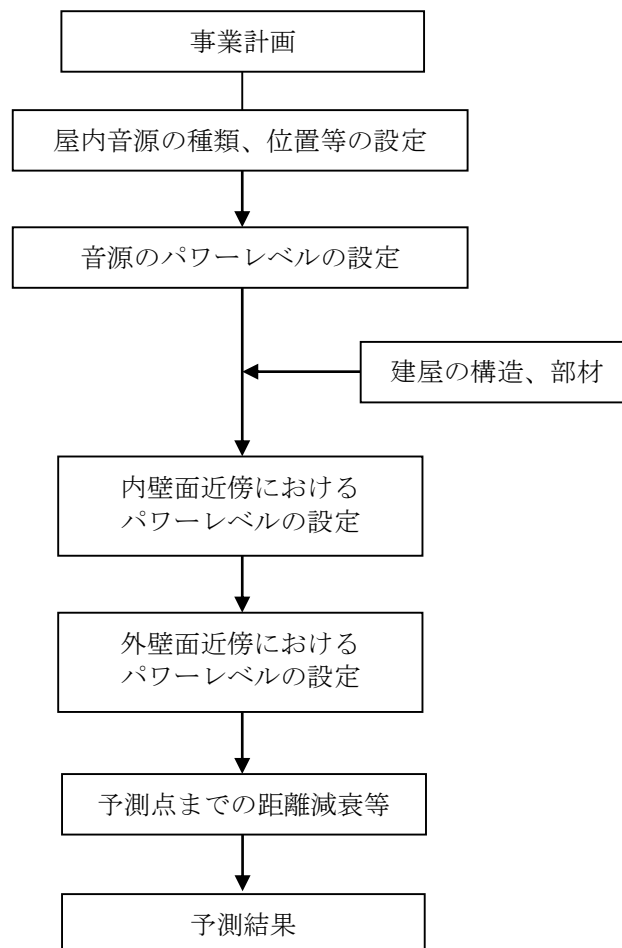 事業計画
屋内音源の種類、位置等の設定
音源のパワーレベルの設定
建屋の構造、部材
内壁面近傍における
パワーレベルの設定
外壁面近傍における
パワーレベルの設定
予測点までの距離減衰等
予測結果